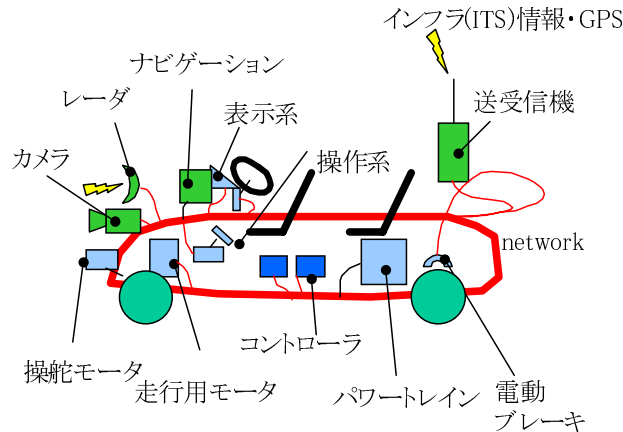 インフラ(ITS)情報・GPS
ナビゲーション
レーダ
表示系
送受信機
カメラ
操作系
network
コントローラ
操舵モータ
走行用モータ
パワートレイン
電動
ブレーキ